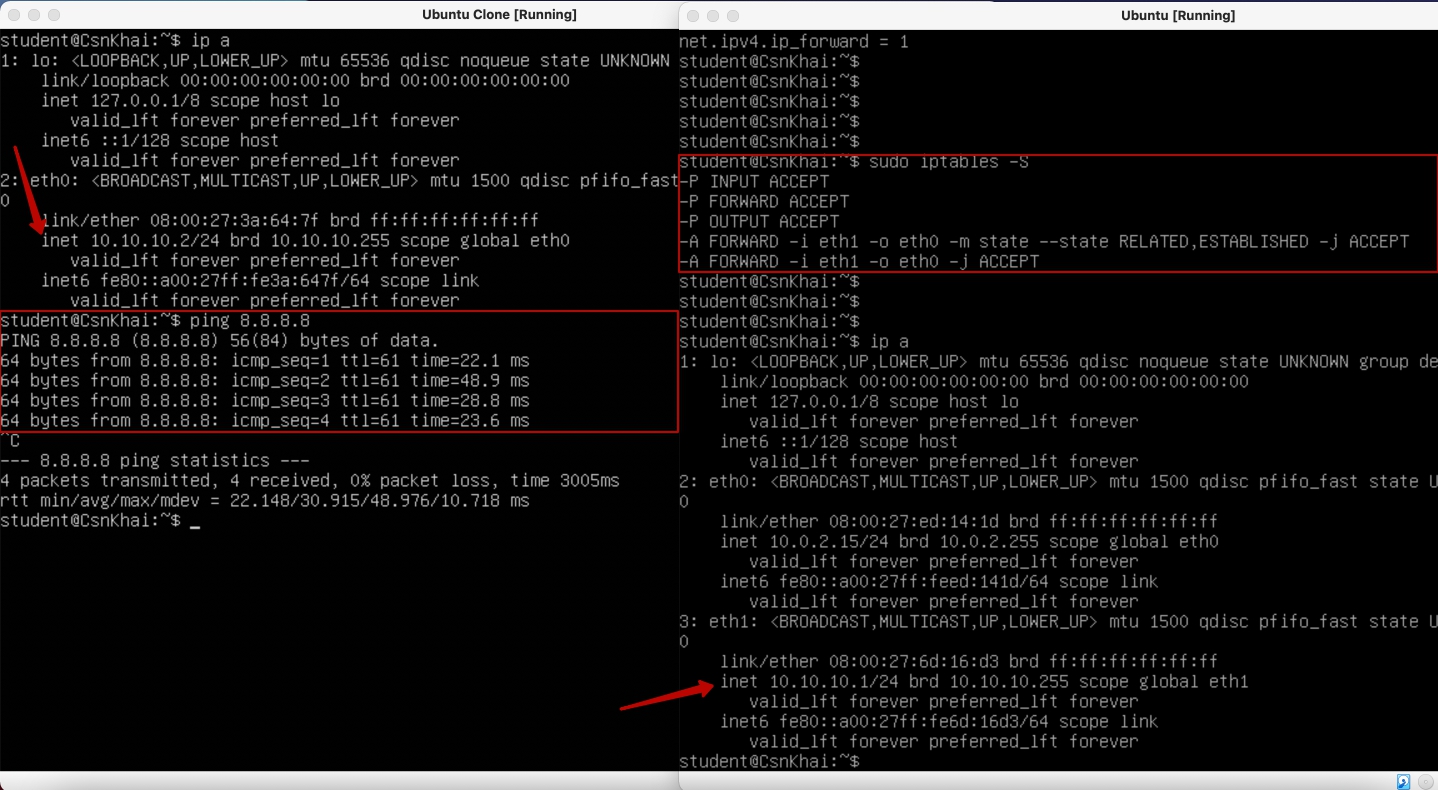 Ubuntu Clone [Running]
student@CsnKhai:~$ ip a
1: lo: <LOOPBACK,UP,LOWER_UP> mtu 65536 qdisc noqueue state UNKNOWN
link/loopback 00:00:00:00:00:00 brd 00:00:00:00:00:00
inet 127.0.0.1/8 scope host lo
valid_lft forever preferred_lft forever
inet6 ::1/128 scope host
valid_lft forever preferred_lft forever
2: eth0: <BROADCAST,MULTICAST,UP,LOWER_UP> mtu 1500 qdisc pfifo_fast
0
link/ether 08:00:27:3a:64:7f brd ff:ff:ff:ff:ff:ff
inet 10.10.10.2/24 brd 10.10.10.255 scope global eth0
valid_lft forever preferred_lft forever
inet6 fe80::a00:27ff:fe3a:647f/64 scope link
valid_lft forever preferred_lft forever
student@CsnKhai:~$ ping 8.8.8.8
PING 8.8.8.8 (8.8.8.8) 56(84) bytes of data.
64 bytes from 8.8.8.8: icmp_seq=1 ttl=61 time=22.1 ms
64 bytes from 8.8.8.8: icmp_seq=2 ttl=61 time=48.9 ms
64 bytes from 8.8.8.8: icmp_seq=3 ttl=61 time=28.8 ms
64 bytes from 8.8.8.8: icmp_seq=4 ttl=61 time=23.6 ms
^C
--- 8.8.8.8 ping statistics ---
4 packets transmitted, 4 received, 0% packet loss, time 3005ms
rtt min/avg/max/mdev = 22.148/30.915/48.976/10.718 ms
student@CsnKhai:~$ _
Ubuntu [Running]
net.ipv4.ip_forward = 1
student@CsnKhai:~$
student@CsnKhai:~$
student@CsnKhai:~$
student@CsnKhai:~$
student@CsnKhai:~$
student@CsnKhai:~$ sudo iptables -S
-P INPUT ACCEPT
-P FORWARD ACCEPT
-P OUTPUT ACCEPT
-A FORWARD -i eth1 -o eth0 -m state --state RELATED,ESTABLISHED -j ACCEPT
-A FORWARD -i eth1 -o eth0 -j ACCEPT
student@CsnKhai:~$
student@CsnKhai:~$
student@CsnKhai:~$
student@CsnKhai:~$ ip a
1: lo: <LOOPBACK,UP,LOWER_UP> mtu 65536 qdisc noqueue state UNKNOWN group de
link/loopback 00:00:00:00:00:00 brd 00:00:00:00:00:00
inet 127.0.0.1/8 scope host lo
valid_lft forever preferred_lft forever
inet6 ::1/128 scope host
valid_lft forever preferred_lft forever
2: eth0: <BROADCAST,MULTICAST,UP,LOWER_UP> mtu 1500 qdisc pfifo_fast state U
0
link/ether 08:00:27:ed:14:1d brd ff:ff:ff:ff:ff:ff
inet 10.0.2.15/24 brd 10.0.2.255 scope global eth0
valid_lft forever preferred_lft forever
inet6 fe80::a00:27ff:feed:141d/64 scope link
valid_lft forever preferred_lft forever
3: eth1: <BROADCAST,MULTICAST,UP,LOWER_UP> mtu 1500 qdisc pfifo_fast state U
0
link/ether 08:00:27:6d:16:d3 brd ff:ff:ff:ff:ff:ff
inet 10.10.10.1/24 brd 10.10.10.255 scope global eth1
valid_lft forever preferred_lft forever
inet6 fe80::a00:27ff:fe6d:16d3/64 scope link
valid_lft forever preferred_lft forever
student@CsnKhai:~$